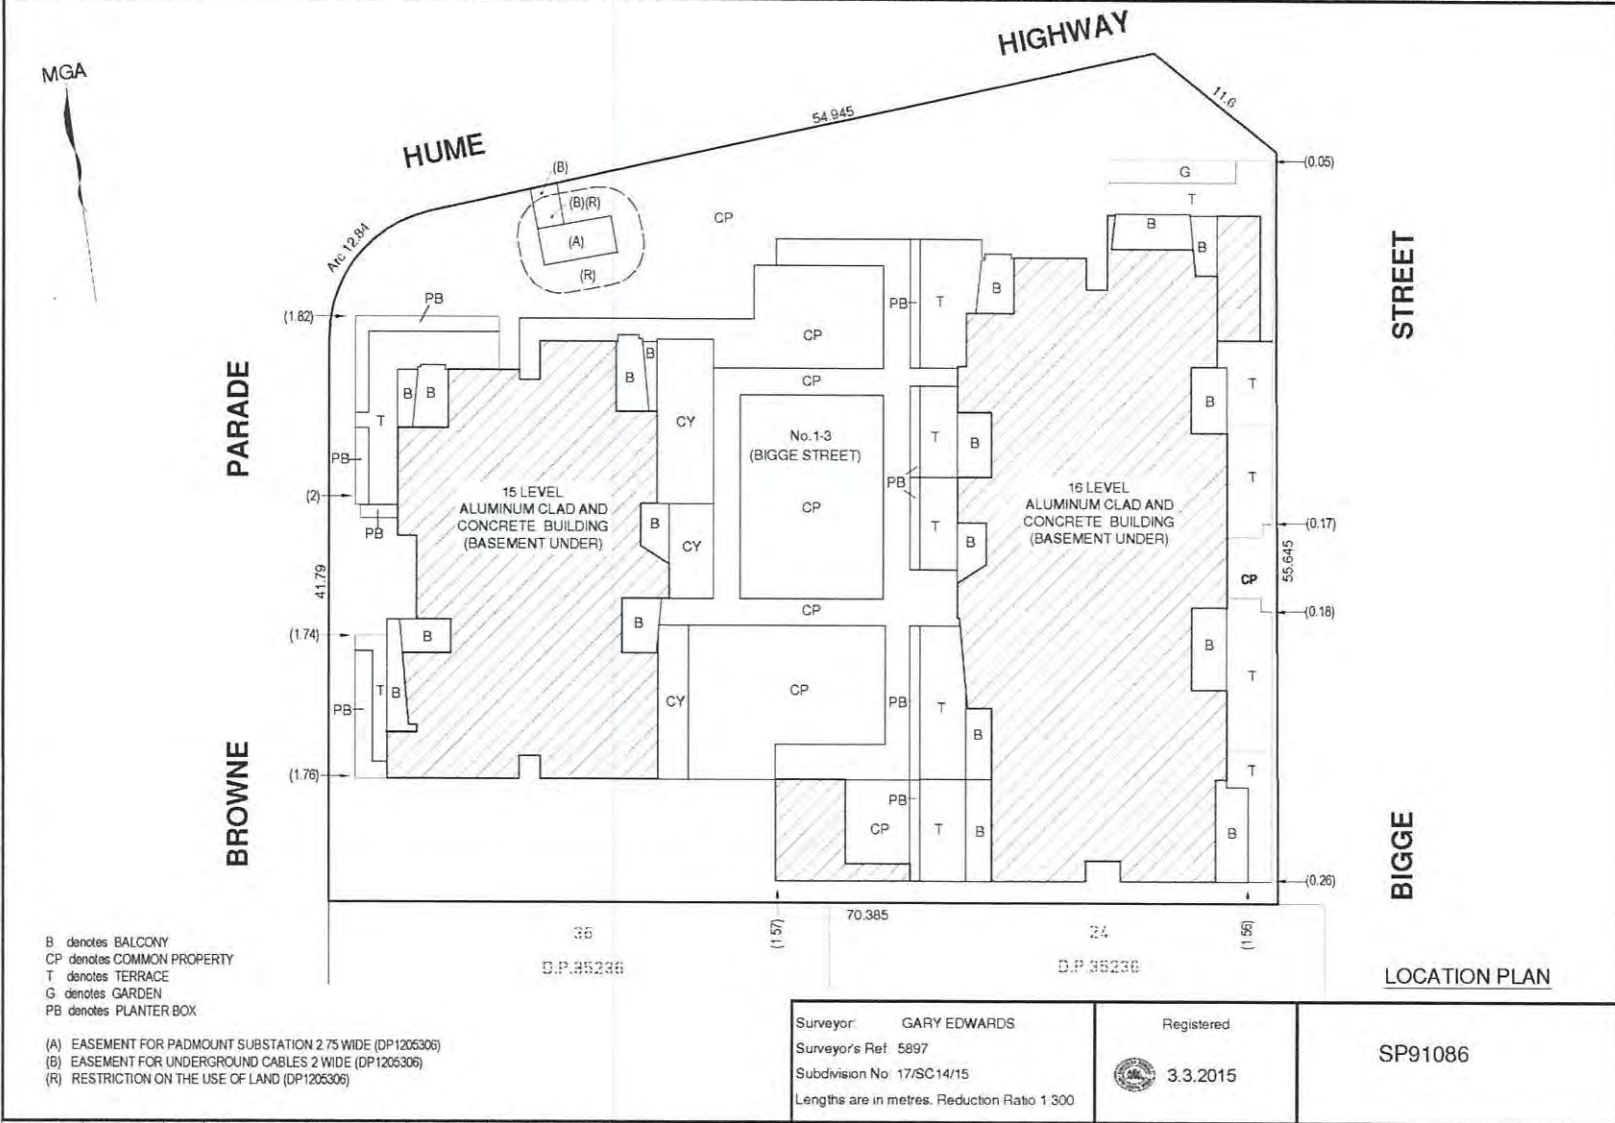 MGA
HUME
HIGHWAY
54.945
11.6
(0.05)
G
T
(B)
(B)(R)
(A)
(R)
CP
Arc 12.84
B
B
STREET
PB
(1.82)
PB
T
B
CP
B
B
CP
T
PARADE
B
B
T
CY
No.1-3
(BIGGE STREET)
T
B
B
PB
PB
CP
T
(2)
15 LEVEL
ALUMINUM CLAD AND
CONCRETE BUILDING
(BASEMENT UNDER)
16 LEVEL
ALUMINUM CLAD AND
CONCRETE BUILDING
(BASEMENT UNDER)
PB
B
CY
T
B
(0.17)
55.645
41.79
CP
CP
(0.18)
(1.74)
B
B
B
T
B
PB
CY
CP
PB
T
T
B
(1.76)
T
PB
CP
T
B
B
BROWNE
BIGGE
(0.26)
70.385
(1.57)
(1.56)
36
D.P.35236
24
D.P.35236
B denotes BALCONY
CP denotes COMMON PROPERTY
T denotes TERRACE
G denotes GARDEN
PB denotes PLANTER BOX
(A) EASEMENT FOR PADMOUNT SUBSTATION 2.75 WIDE (DP1205306)
(B) EASEMENT FOR UNDERGROUND CABLES 2 WIDE (DP1205306)
(R) RESTRICTION ON THE USE OF LAND (DP1205306)
LOCATION PLAN
Surveyor: GARY EDWARDS
Surveyor's Ref: 5897
Subdivision No: 17/SC14/15
Lengths are in metres. Reduction Ratio 1:300
Registered
3.3.2015
SP91086